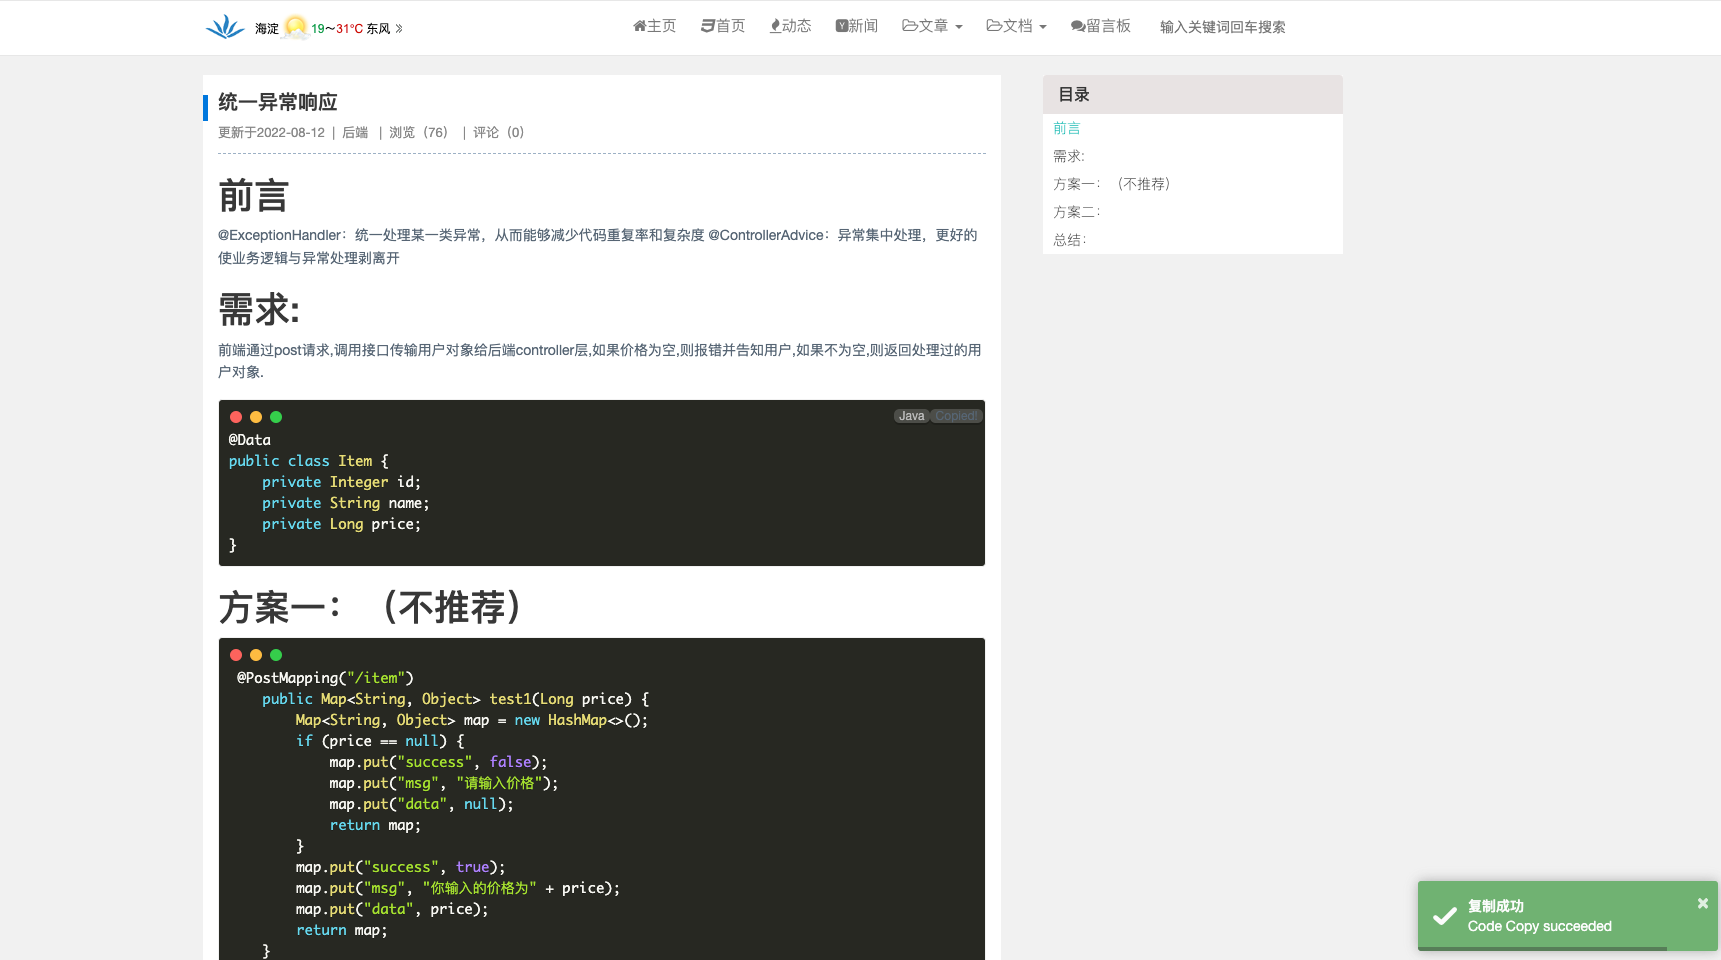 海淀 19～31°C 东风
主页 首页 动态 新闻 文章 文档 留言板 输入关键词回车搜索
统一异常响应
更新于2022-08-12 | 后端 | 浏览（76） | 评论（0）
前言
@ExceptionHandler：统一处理某一类异常，从而能够减少代码重复率和复杂度 @ControllerAdvice：异常集中处理，更好的
使业务逻辑与异常处理剥离开
需求:
前端通过post请求,调用接口传输用户对象给后端controller层,如果价格为空,则报错并告知用户,如果不为空,则返回处理过的用
户对象.
Java Copied!
@Data
public class Item {
    private Integer id;
    private String name;
    private Long price;
}
方案一：（不推荐）
@PostMapping("/item")
    public Map<String, Object> test1(Long price) {
        Map<String, Object> map = new HashMap<>();
        if (price == null) {
            map.put("success", false);
            map.put("msg", "请输入价格");
            map.put("data", null);
            return map;
        }
        map.put("success", true);
        map.put("msg", "你输入的价格为" + price);
        map.put("data", price);
        return map;
    }
目录
前言
需求:
方案一：（不推荐）
方案二：
总结：
复制成功
Code Copy succeeded